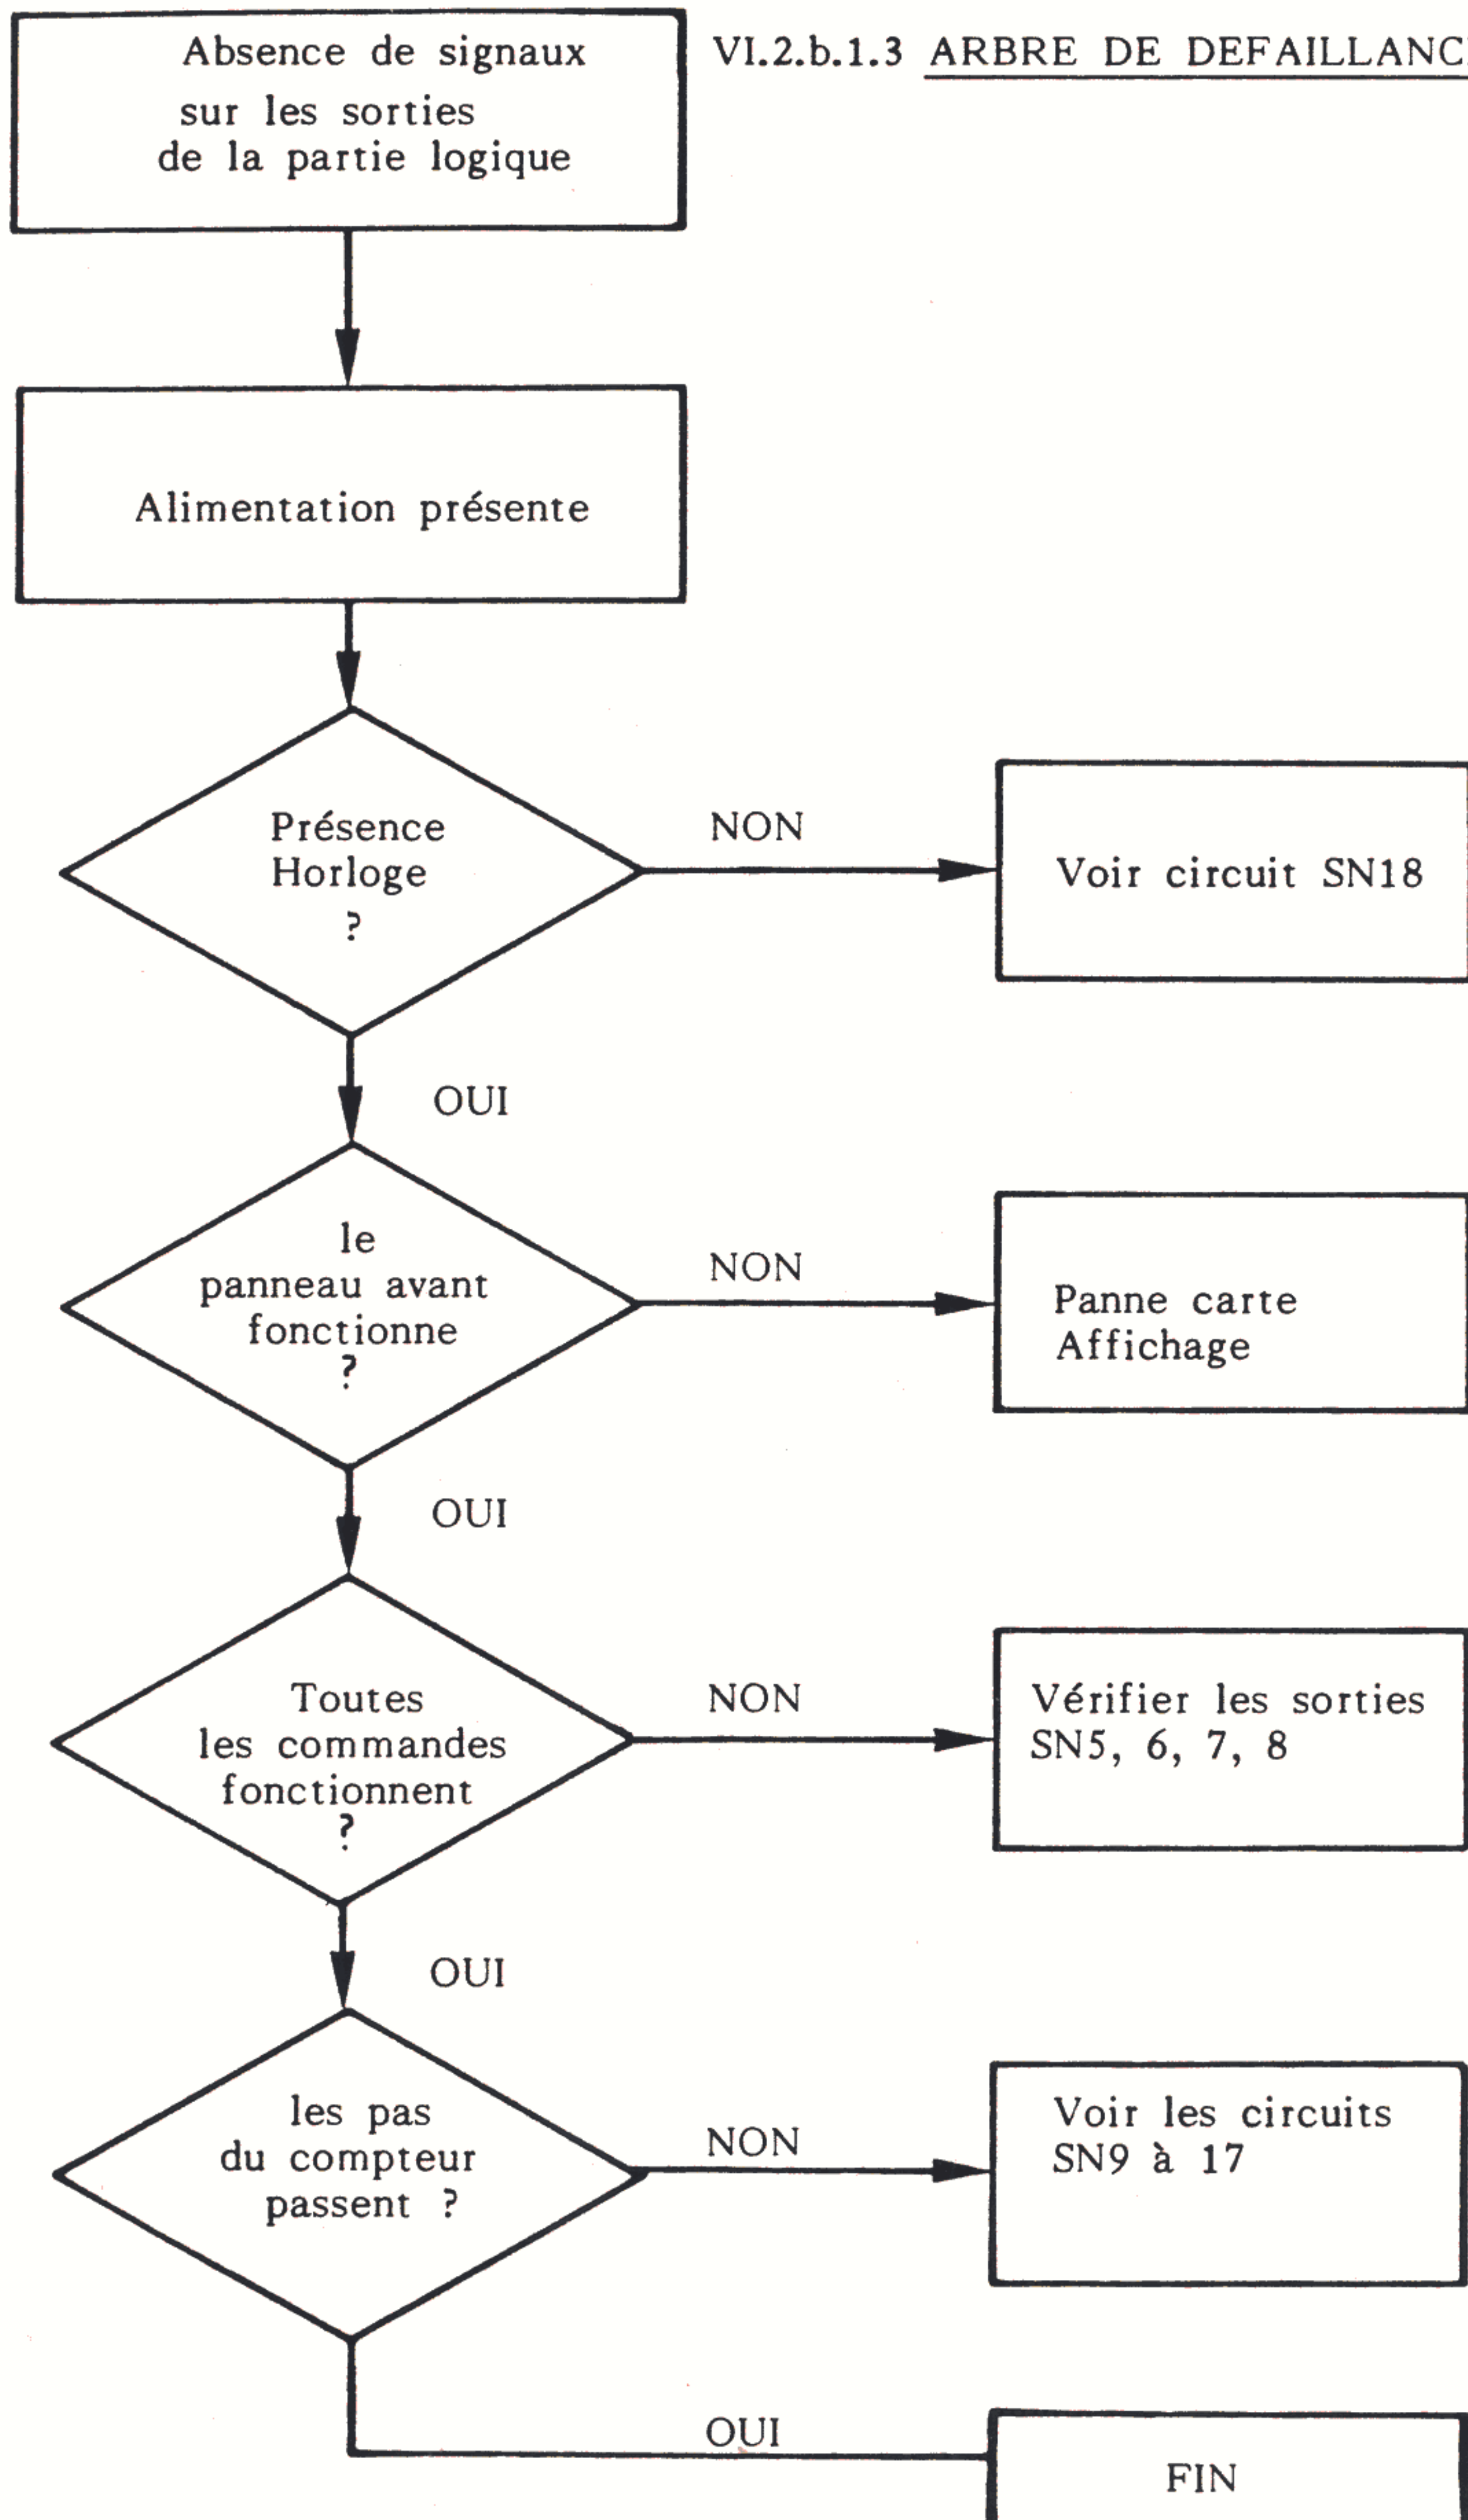 Absence de signaux
sur les sorties
de la partie logique
VI.2.b.1.3 ARBRE DE DEFAILLANC
Alimentation présente
Présence
Horloge
?
NON
Voir circuit SN18
OUI
le
panneau avant
fonctionne
?
NON
Panne carte
Affichage
OUI
Toutes
les commandes
fonctionnent
?
NON
Vérifier les sorties
SN5, 6, 7, 8
OUI
les pas
du compteur
passent ?
NON
Voir les circuits
SN9 à 17
OUI
FIN